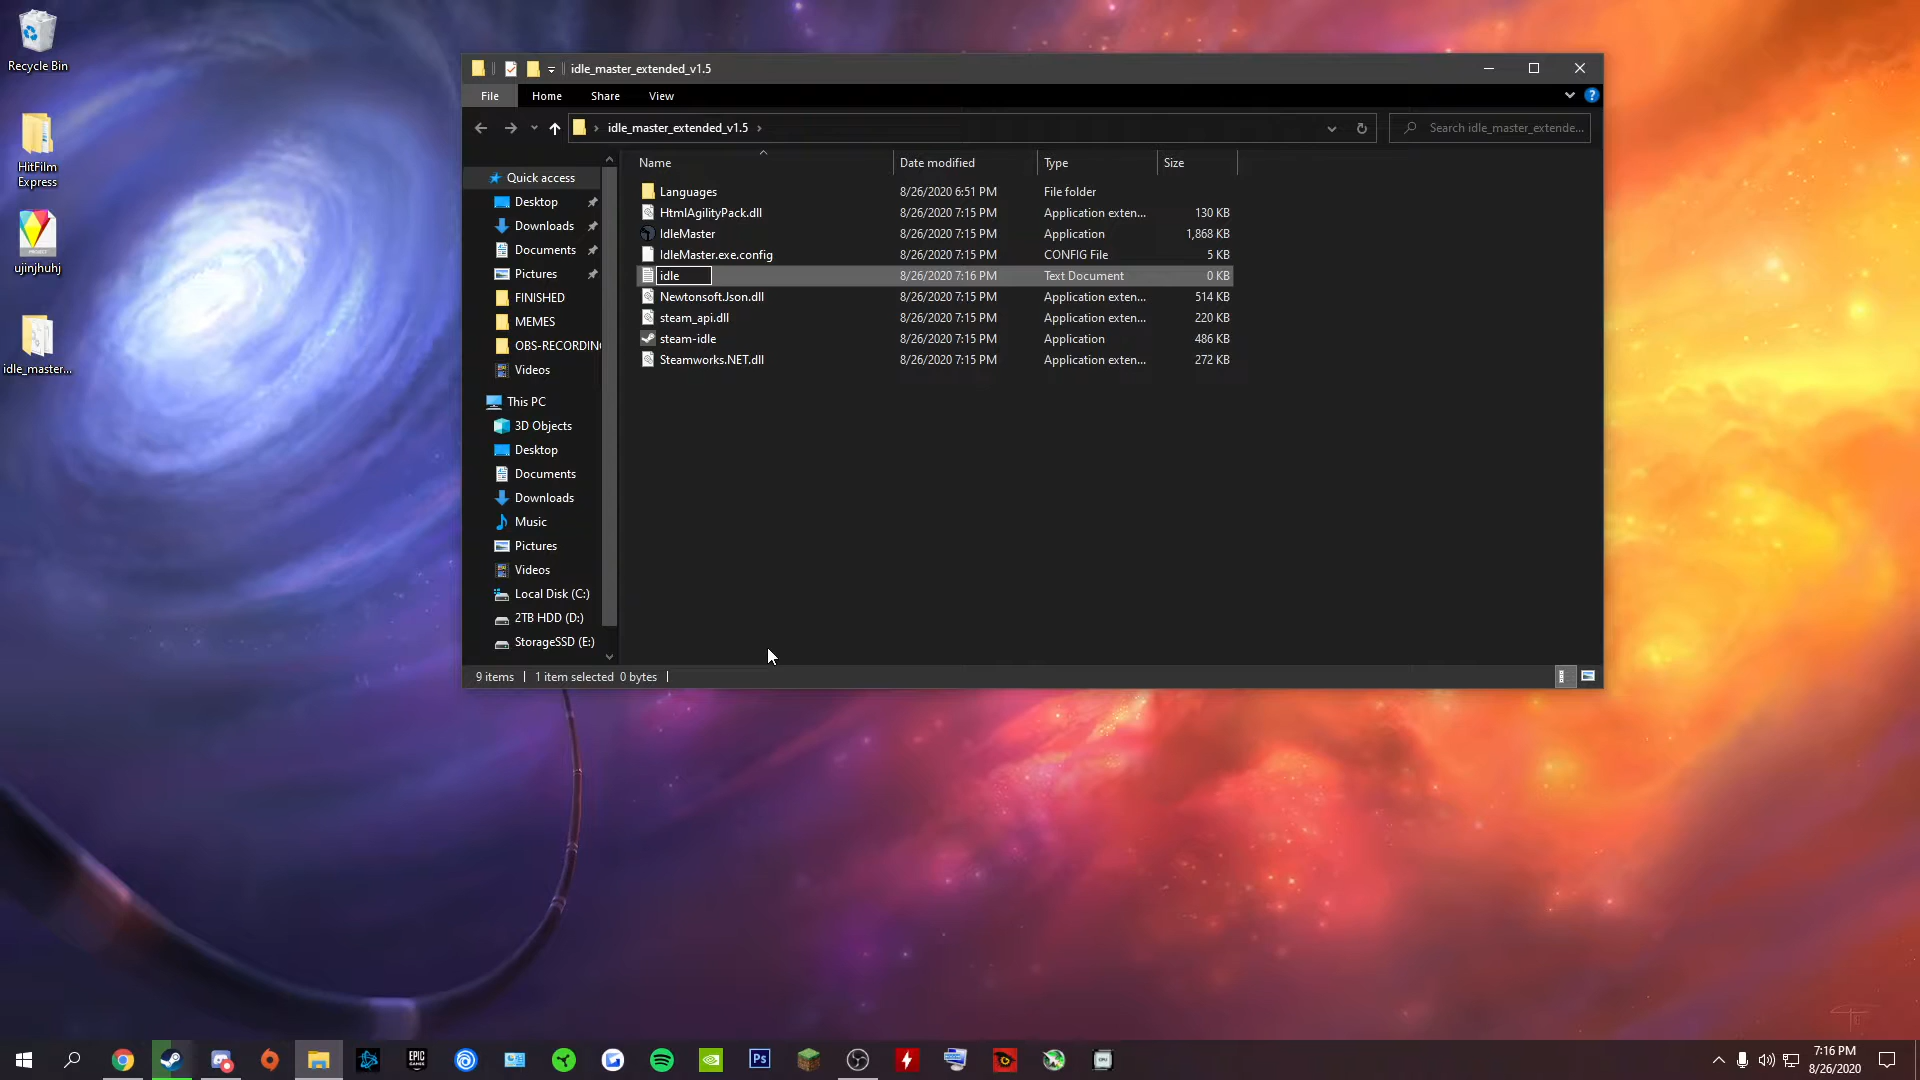 Recycle Bin
HitFilm
Express
ujinjhuhj
idle_master...
idle_master_extended_v1.5
File Home Share View
idle_master_extended_v1.5
Search idle_master_extende...
Name Date modified Type Size
Quick access
Desktop
Downloads
Documents
Pictures
FINISHED
MEMES
OBS-RECORDING
Videos
This PC
3D Objects
Desktop
Documents
Downloads
Music
Pictures
Videos
Local Disk (C:)
2TB HDD (D:)
StorageSSD (E:)
Languages 8/26/2020 6:51 PM File folder
HtmlAgilityPack.dll 8/26/2020 7:15 PM Application exten... 130 KB
IdleMaster 8/26/2020 7:15 PM Application 1,868 KB
IdleMaster.exe.config 8/26/2020 7:15 PM CONFIG File 5 KB
idle 8/26/2020 7:16 PM Text Document 0 KB
Newtonsoft.Json.dll 8/26/2020 7:15 PM Application exten... 514 KB
steam_api.dll 8/26/2020 7:15 PM Application exten... 220 KB
steam-idle 8/26/2020 7:15 PM Application 486 KB
Steamworks.NET.dll 8/26/2020 7:15 PM Application exten... 272 KB
9 items 1 item selected 0 bytes
EPIC
GAMES
Ps
7:16 PM
8/26/2020